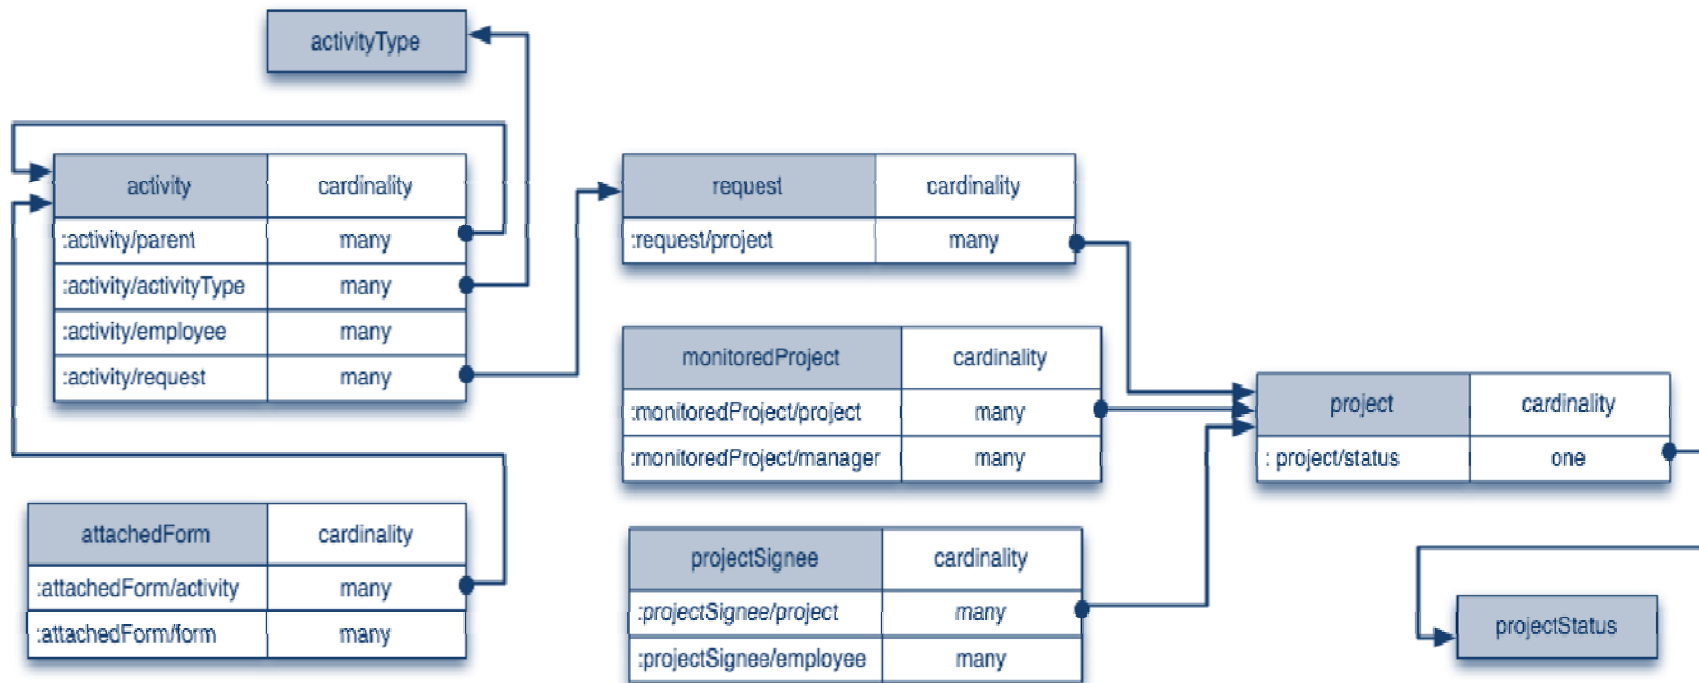 activityType
activity cardinality
:activity/parent many
:activity/activityType many
:activity/employee many
:activity/request many
attachedForm cardinality
:attachedForm/activity many
:attachedForm/form many
request cardinality
:request/project many
monitoredProject cardinality
:monitoredProject/project many
:monitoredProject/manager many
projectSignee cardinality
:projectSignee/project many
:projectSignee/employee many
project cardinality
: project/status one
projectStatus